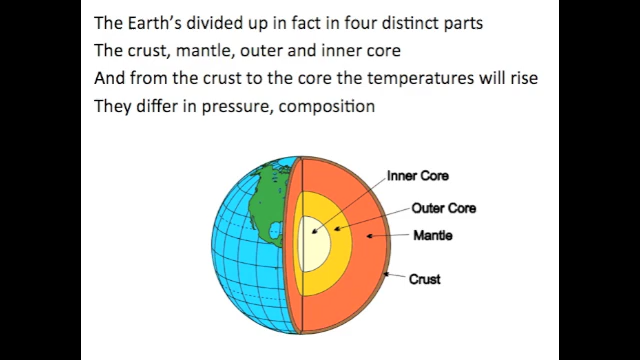 The Earth's divided up in fact in four distinct parts
The crust, mantle, outer and inner core
And from the crust to the core the temperatures will rise
They differ in pressure, composition
Inner Core
Outer Core
Mantle
Crust